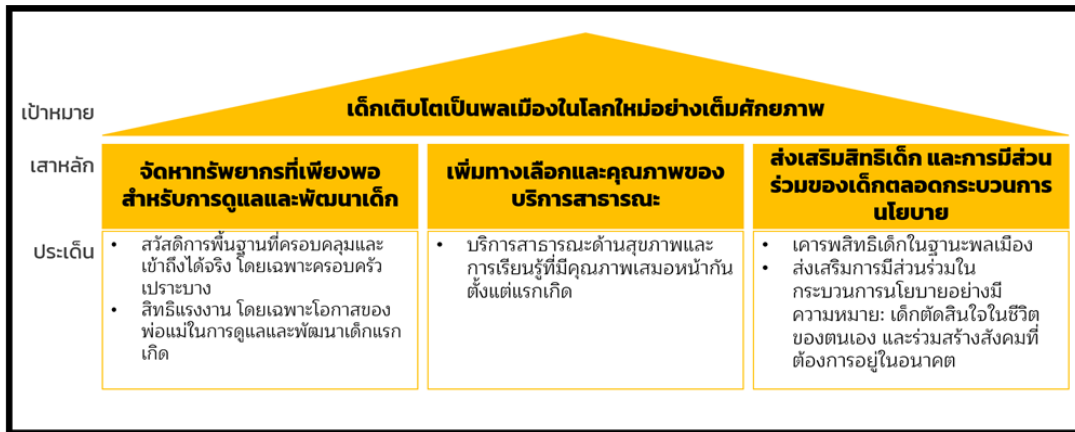 เป้าหมาย
เด็กเติบโตเป็นพลเมืองในโลกใหม่อย่างเต็มศักยภาพ
เสาหลัก
จัดหาทรัพยากรที่เพียงพอ
สำหรับการดูแลและพัฒนาเด็ก
เพิ่มทางเลือกและคุณภาพของ
บริการสาธารณะ
ส่งเสริมสิทธิเด็ก และการมีส่วน
ร่วมของเด็กตลอดกระบวนการ
นโยบาย
ประเด็น
• สวัสดิการพื้นฐานที่ครอบคลุมและ
เข้าถึงได้จริง โดยเฉพาะครอบครัว
เปราะบาง
• สิทธิแรงงาน โดยเฉพาะโอกาสของ
พ่อแม่ในการดูแลและพัฒนาเด็กแรก
เกิด
• บริการสาธารณะด้านสุขภาพและ
การเรียนรู้ที่มีคุณภาพเสมอหน้ากัน
ตั้งแต่แรกเกิด
• เคารพสิทธิเด็กในฐานะพลเมือง
• ส่งเสริมการมีส่วนร่วมใน
กระบวนการนโยบายอย่างมี
ความหมาย: เด็กตัดสินใจในชีวิต
ของตนเอง และร่วมสร้างสังคมที่
ต้องการอยู่ในอนาคต